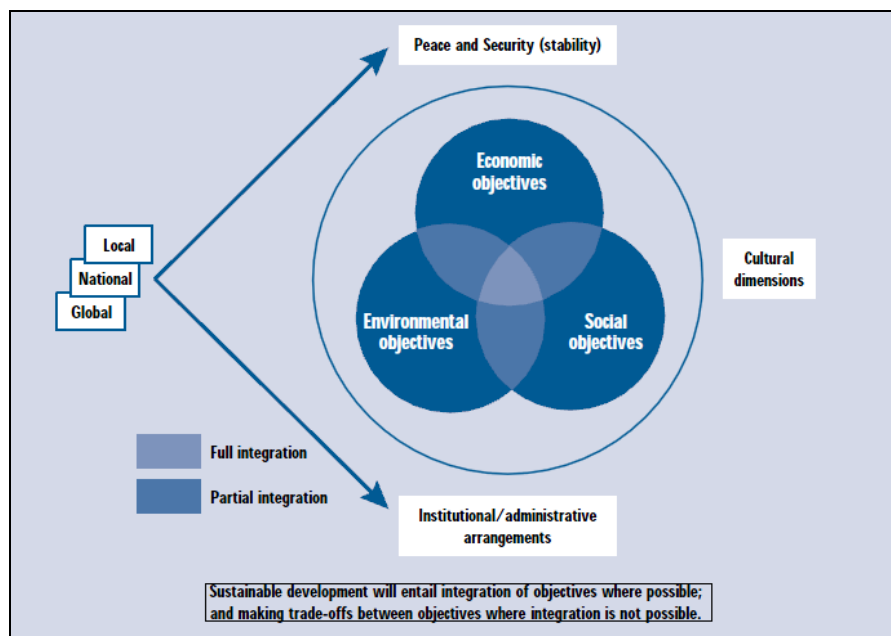 Peace and Security (stability)
Economic
objectives
Local
National
Global
Cultural
dimensions
Environmental
objectives
Social
objectives
Full integration
Partial integration
Institutional/administrative
arrangements
Sustainable development will entail integration of objectives where possible;
and making trade-offs between objectives where integration is not possible.